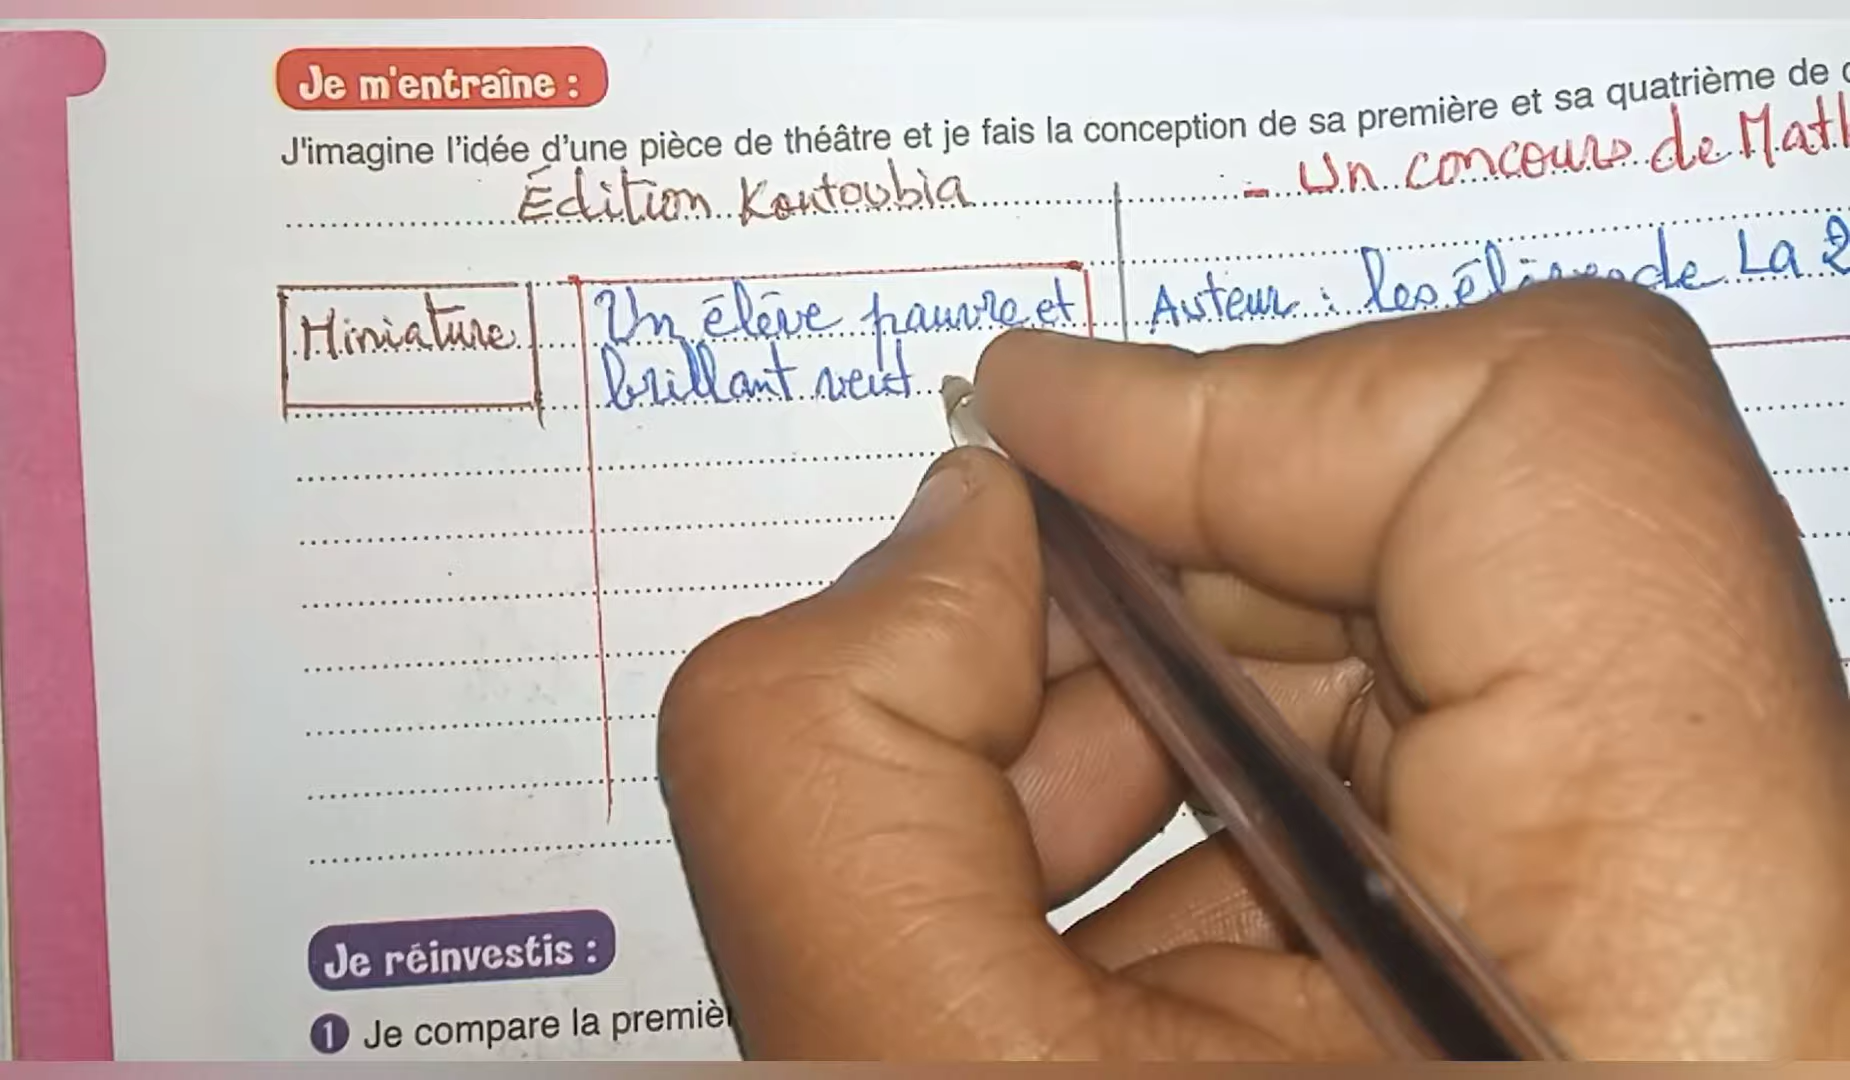 Je m'entraîne :
J'imagine l'idée d'une pièce de théâtre et je fais la conception de sa première et sa quatrième de
Édition Koutoubia
- Un concours de Math
Miniature
Un élève pauvre et
brillant veut
Auteur : les élèves de La 2
Je réinvestis :
1 Je compare la premiè